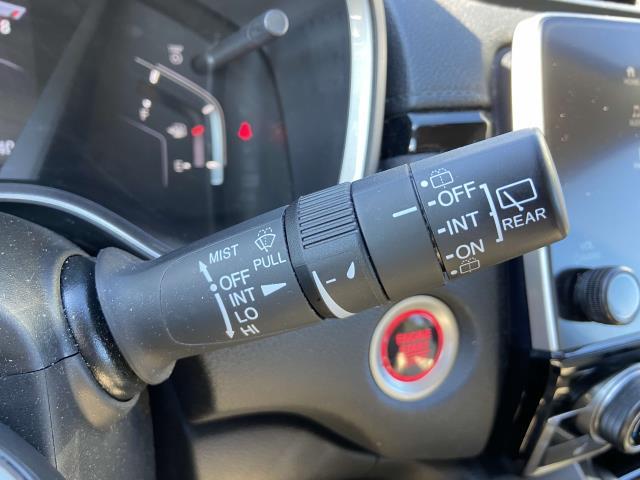 MIST
OFF
INT
LO
HI
PULL
OFF
INT
ON
REAR